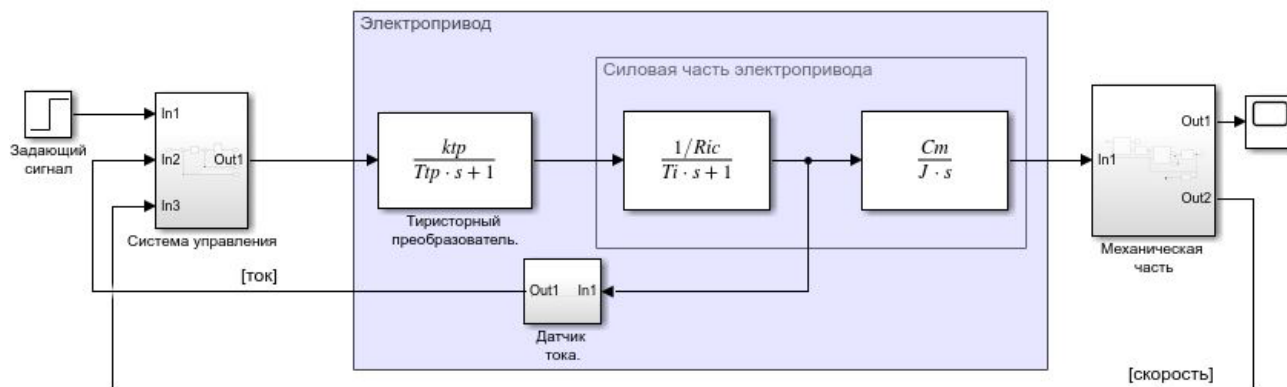 Электропривод
Силовая часть электропривода
Задающий
сигнал
In1
In2
In3
Out1
Система управления
ktp
Ttp · s + 1
Тиристорный
преобразователь.
1/Ric
Ti · s + 1
Cm
J · s
In1
Out1
Out2
Механическая
часть
[ток]
Out1
In1
Датчик
тока.
[скорость]